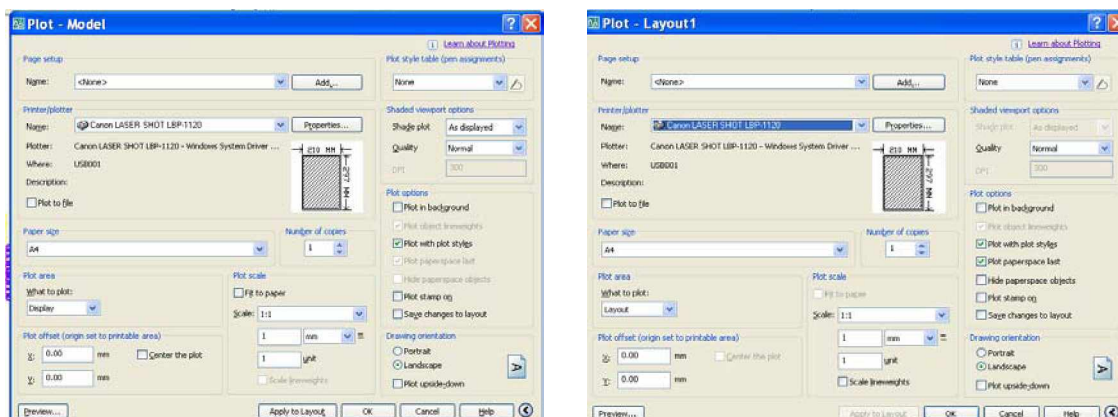 Plot - Model
Learn about Plotting
Page setup
Name: <None> Add...
Plot style table (pen assignments)
None
Printer/plotter
Name: Canon LASER SHOT LBP-1120 Properties...
Plotter: Canon LASER SHOT LBP-1120 - Windows System Driver ...
Where: USB001
Description:
Plot to file
210 MM
297 MM
Shaded viewport options
Shade plot As displayed
Quality Normal
DPI 300
Paper size
A4
Number of copies
1
Plot options
Plot in background
Plot object lineweights
Plot with plot styles
Plot paperspace last
Hide paperspace objects
Plot stamp on
Save changes to layout
Plot area
What to plot:
Display
Plot scale
Fit to paper
Scale: 1:1
1 mm =
1 unit
Scale lineweights
Plot offset (origin set to printable area)
X: 0.00 mm Center the plot
Y: 0.00 mm
Drawing orientation
Portrait
Landscape
Plot upside-down
A
Preview... Apply to Layout OK Cancel Help
Plot - Layout1
Learn about Plotting
Page setup
Name: <None> Add...
Plot style table (pen assignments)
None
Printer/plotter
Name: Canon LASER SHOT LBP-1120 Properties...
Plotter: Canon LASER SHOT LBP-1120 - Windows System Driver ...
Where: USB001
Description:
Plot to file
210 MM
297 MM
Shaded viewport options
Shade plot As displayed
Quality Normal
DPI 300
Paper size
A4
Number of copies
1
Plot options
Plot in background
Plot object lineweights
Plot with plot styles
Plot paperspace last
Hide paperspace objects
Plot stamp on
Save changes to layout
Plot area
What to plot:
Layout
Plot scale
Fit to paper
Scale: 1:1
1 mm =
1 unit
Scale lineweights
Plot offset (origin set to printable area)
X: 0.00 mm Center the plot
Y: 0.00 mm
Drawing orientation
Portrait
Landscape
Plot upside-down
A
Preview... Apply to Layout OK Cancel Help